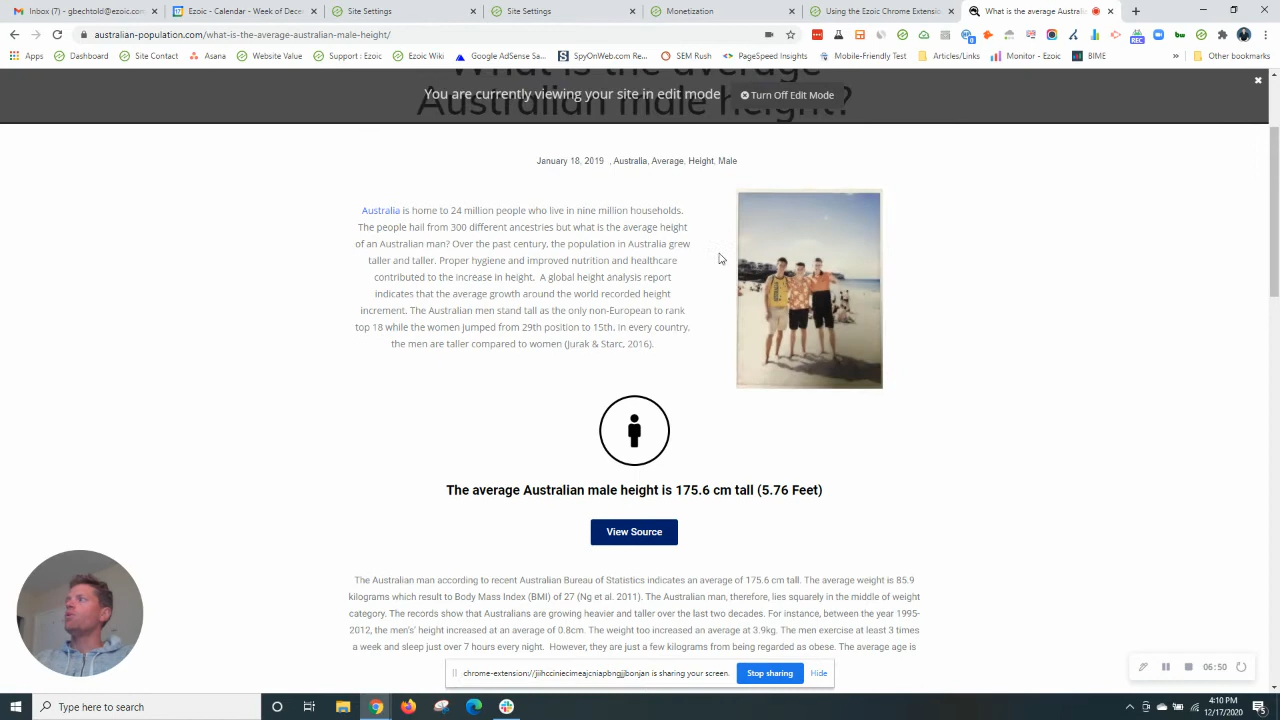 Inbox (7) - gbechtold@ezoic.com
Ezoic - Calendar - Week of Dece
Site Settings
Site Settings
Monetization
Using the Ezoic Chrome Extensio
What is the average Australia
australian-population.com/what-is-the-average-australian-male-height/
Apps
Dashboard
Site Contact
Asana
Website Value
Support : Ezoic
Ezoic Wiki
Google AdSense Sa...
SpyOnWeb.com Re...
SEM Rush
PageSpeed Insights
Mobile-Friendly Test
Articles/Links
Monitor - Ezoic
BIME
»
Other bookmarks
What is the average
Australian male height?
You are currently viewing your site in edit mode
Turn Off Edit Mode
January 18, 2019 , Australia, Average, Height, Male
Australia is home to 24 million people who live in nine million households.
The people hail from 300 different ancestries but what is the average height
of an Australian man? Over the past century, the population in Australia grew
taller and taller. Proper hygiene and improved nutrition and healthcare
contributed to the increase in height. A global height analysis report
indicates that the average growth around the world recorded height
increment. The Australian men stand tall as the only non-European to rank
top 18 while the women jumped from 29th position to 15th. In every country,
the men are taller compared to women (Jurak & Starc, 2016).
The average Australian male height is 175.6 cm tall (5.76 Feet)
View Source
The Australian man according to recent Australian Bureau of Statistics indicates an average of 175.6 cm tall. The average weight is 85.9
kilograms which result to Body Mass Index (BMI) of 27 (Ng et al. 2011). The Australian man, therefore, lies squarely in the middle of weight
category. The records show that Australians are growing heavier and taller over the last two decades. For instance, between the year 1995-
2012, the men's' height increased at an average of 0.8cm. The weight too increased an average at 3.9kg. The men exercise at least 3 times
a week and sleep just over 7 hours every night. However, they are just a few kilograms from being regarded as obese. The average age is
chrome-extension://jiihcciniecimeajcniapbngjjbonjan is sharing your screen.
Stop sharing
Hide
06:50
Type here to search
4:10 PM
12/17/2020